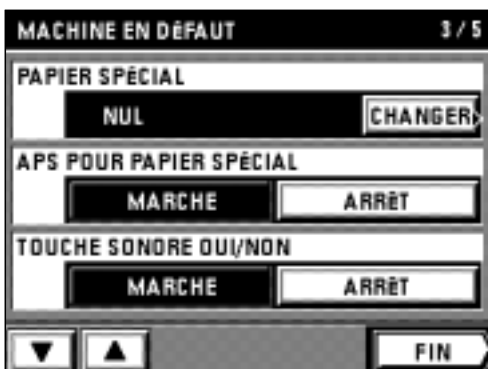 MACHINE EN DÉFAUT 3/5
PAPIER SPÉCIAL
NUL CHANGER
APS POUR PAPIER SPÉCIAL
MARCHE ARRÊT
TOUCHE SONORE OUI/NON
MARCHE ARRÊT
▼ ▲ FIN